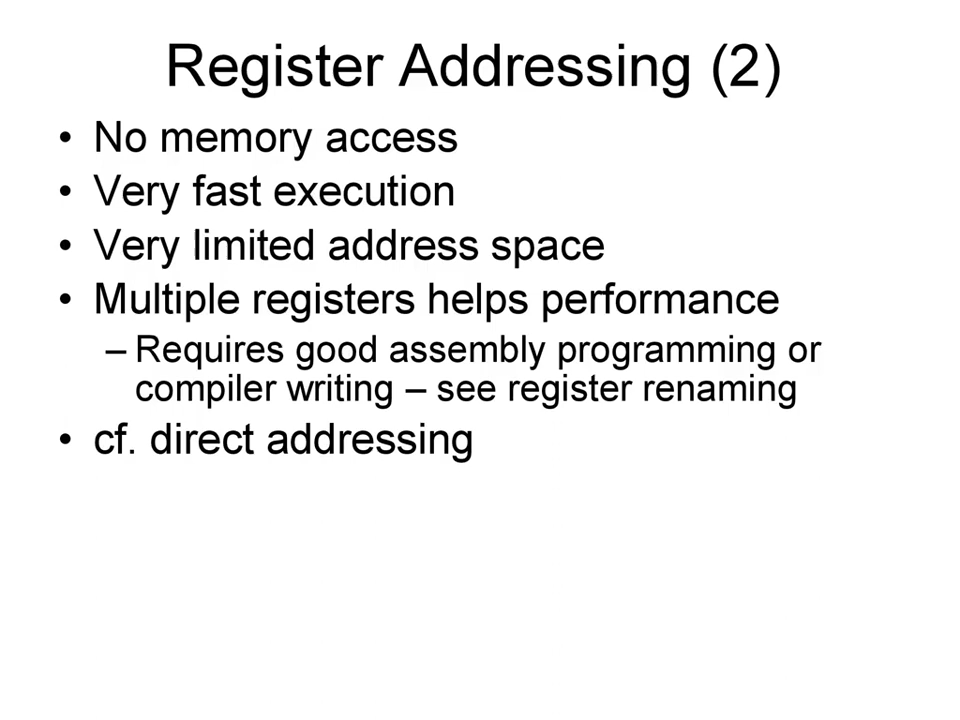 Register Addressing (2)
• No memory access
• Very fast execution
• Very limited address space
• Multiple registers helps performance
– Requires good assembly programming or
compiler writing – see register renaming
• cf. direct addressing